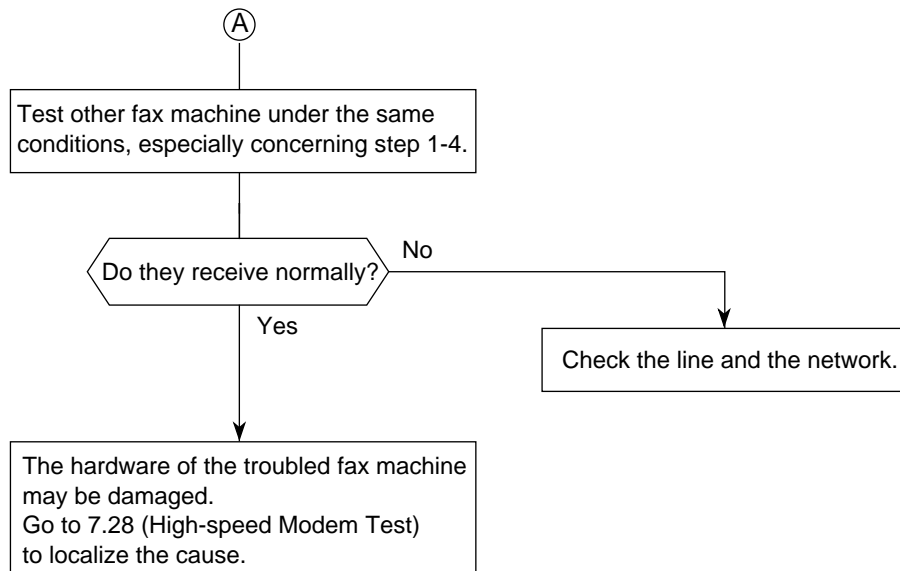 A
Test other fax machine under the same
conditions, especially concerning step 1-4.
Do they receive normally?
No
Yes
Check the line and the network.
The hardware of the troubled fax machine
may be damaged.
Go to 7.28 (High-speed Modem Test)
to localize the cause.